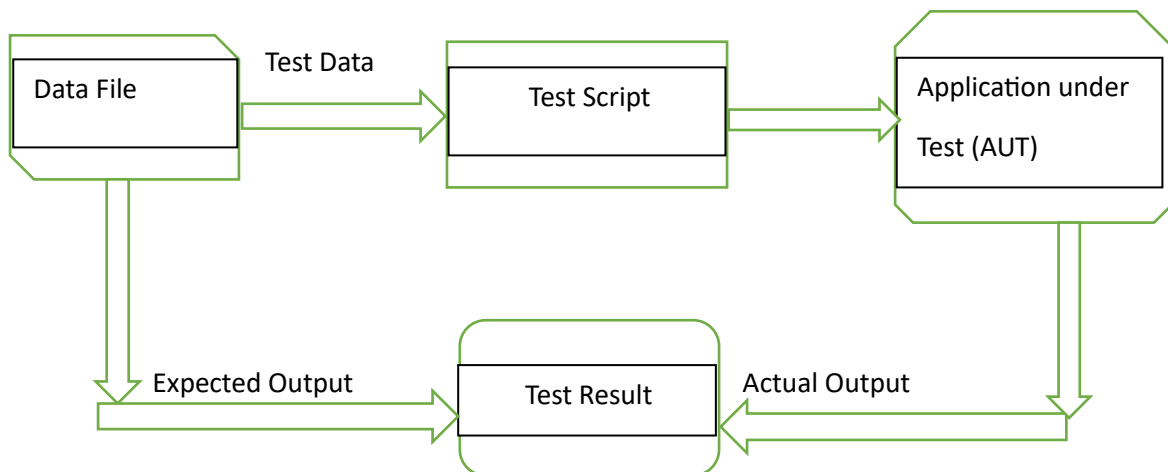 Test Data
Data File
Test Script
Application under
Test (AUT)
Expected Output
Test Result
Actual Output